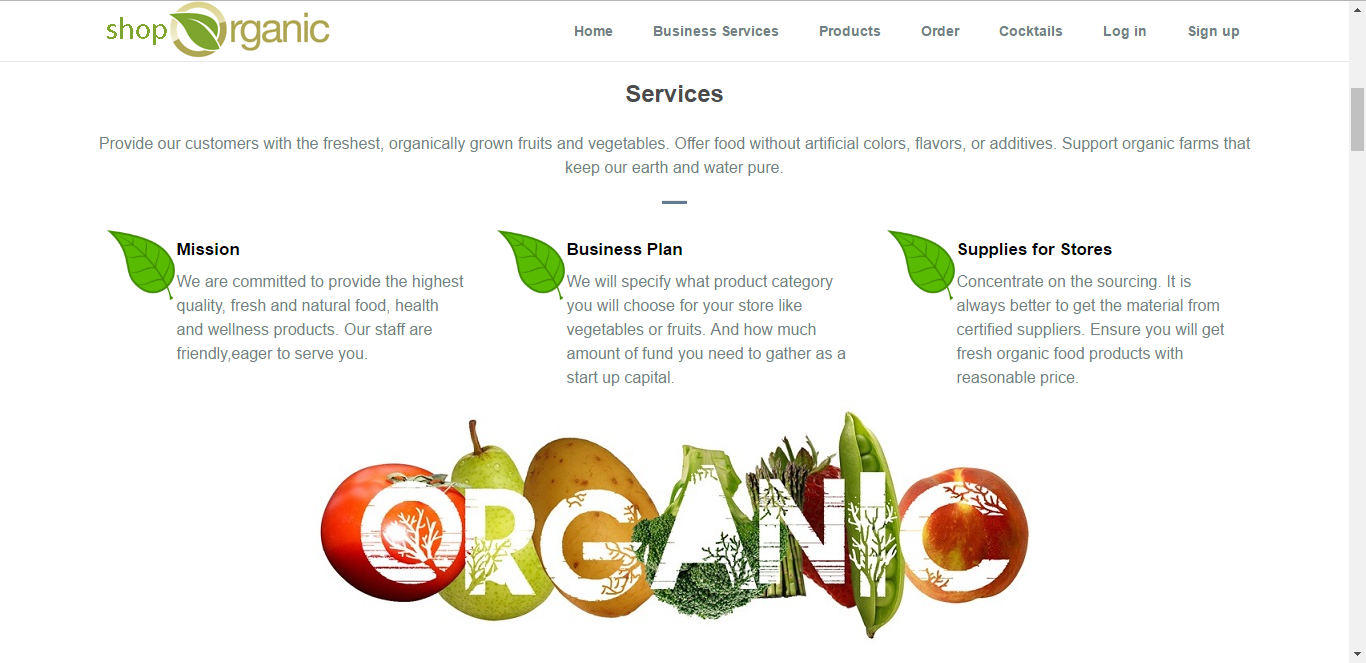 shop Organic
Home Business Services Products Order Cocktails Log in Sign up
Services
Provide our customers with the freshest, organically grown fruits and vegetables. Offer food without artificial colors, flavors, or additives. Support organic farms that
keep our earth and water pure.
Mission
We are committed to provide the highest
quality, fresh and natural food, health
and wellness products. Our staff are
friendly,eager to serve you.
Business Plan
We will specify what product category
you will choose for your store like
vegetables or fruits. And how much
amount of fund you need to gather as a
start up capital.
Supplies for Stores
Concentrate on the sourcing. It is
always better to get the material from
certified suppliers. Ensure you will get
fresh organic food products with
reasonable price.
ORGANIC